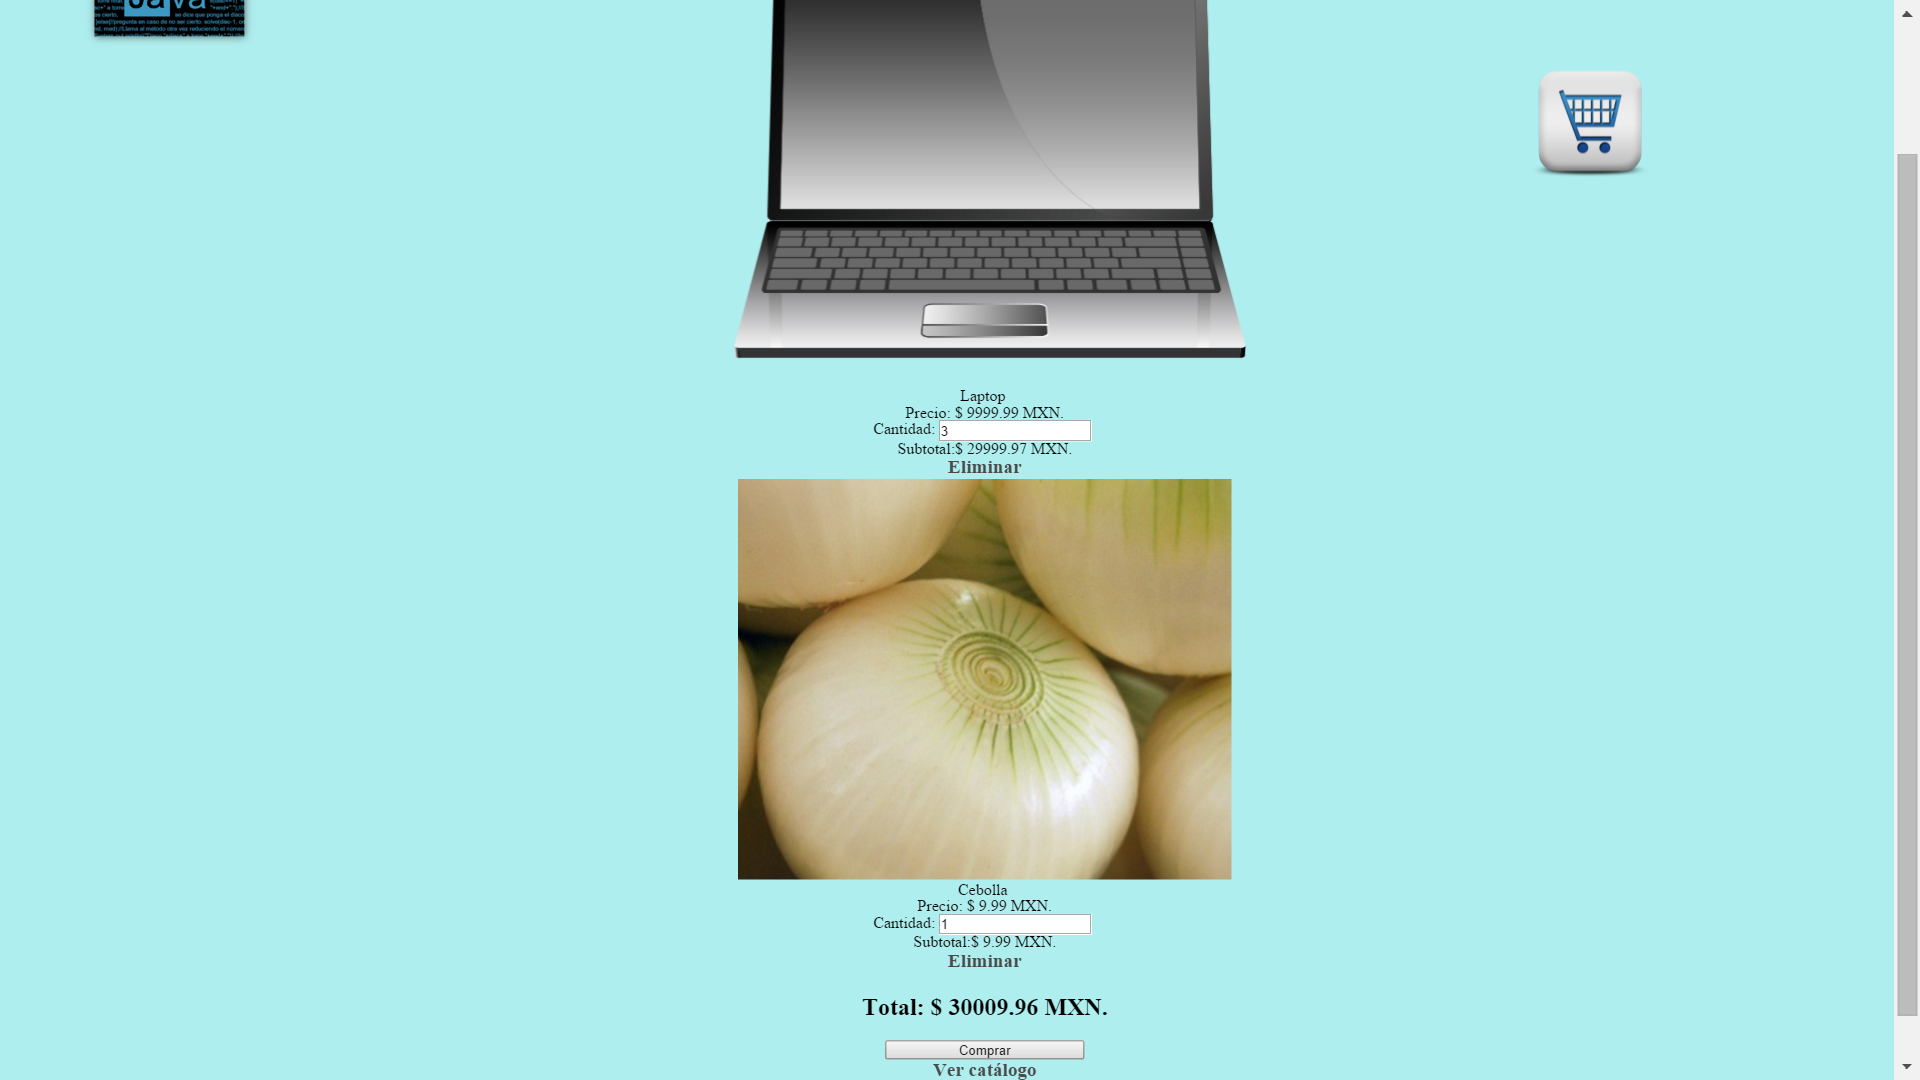 Java
Laptop
Precio: $ 9999.99 MXN.
Cantidad: 3
Subtotal:$ 29999.97 MXN.
Eliminar
Cebolla
Precio: $ 9.99 MXN.
Cantidad: 1
Subtotal:$ 9.99 MXN.
Eliminar
Total: $ 30009.96 MXN.
Comprar
Ver catálogo